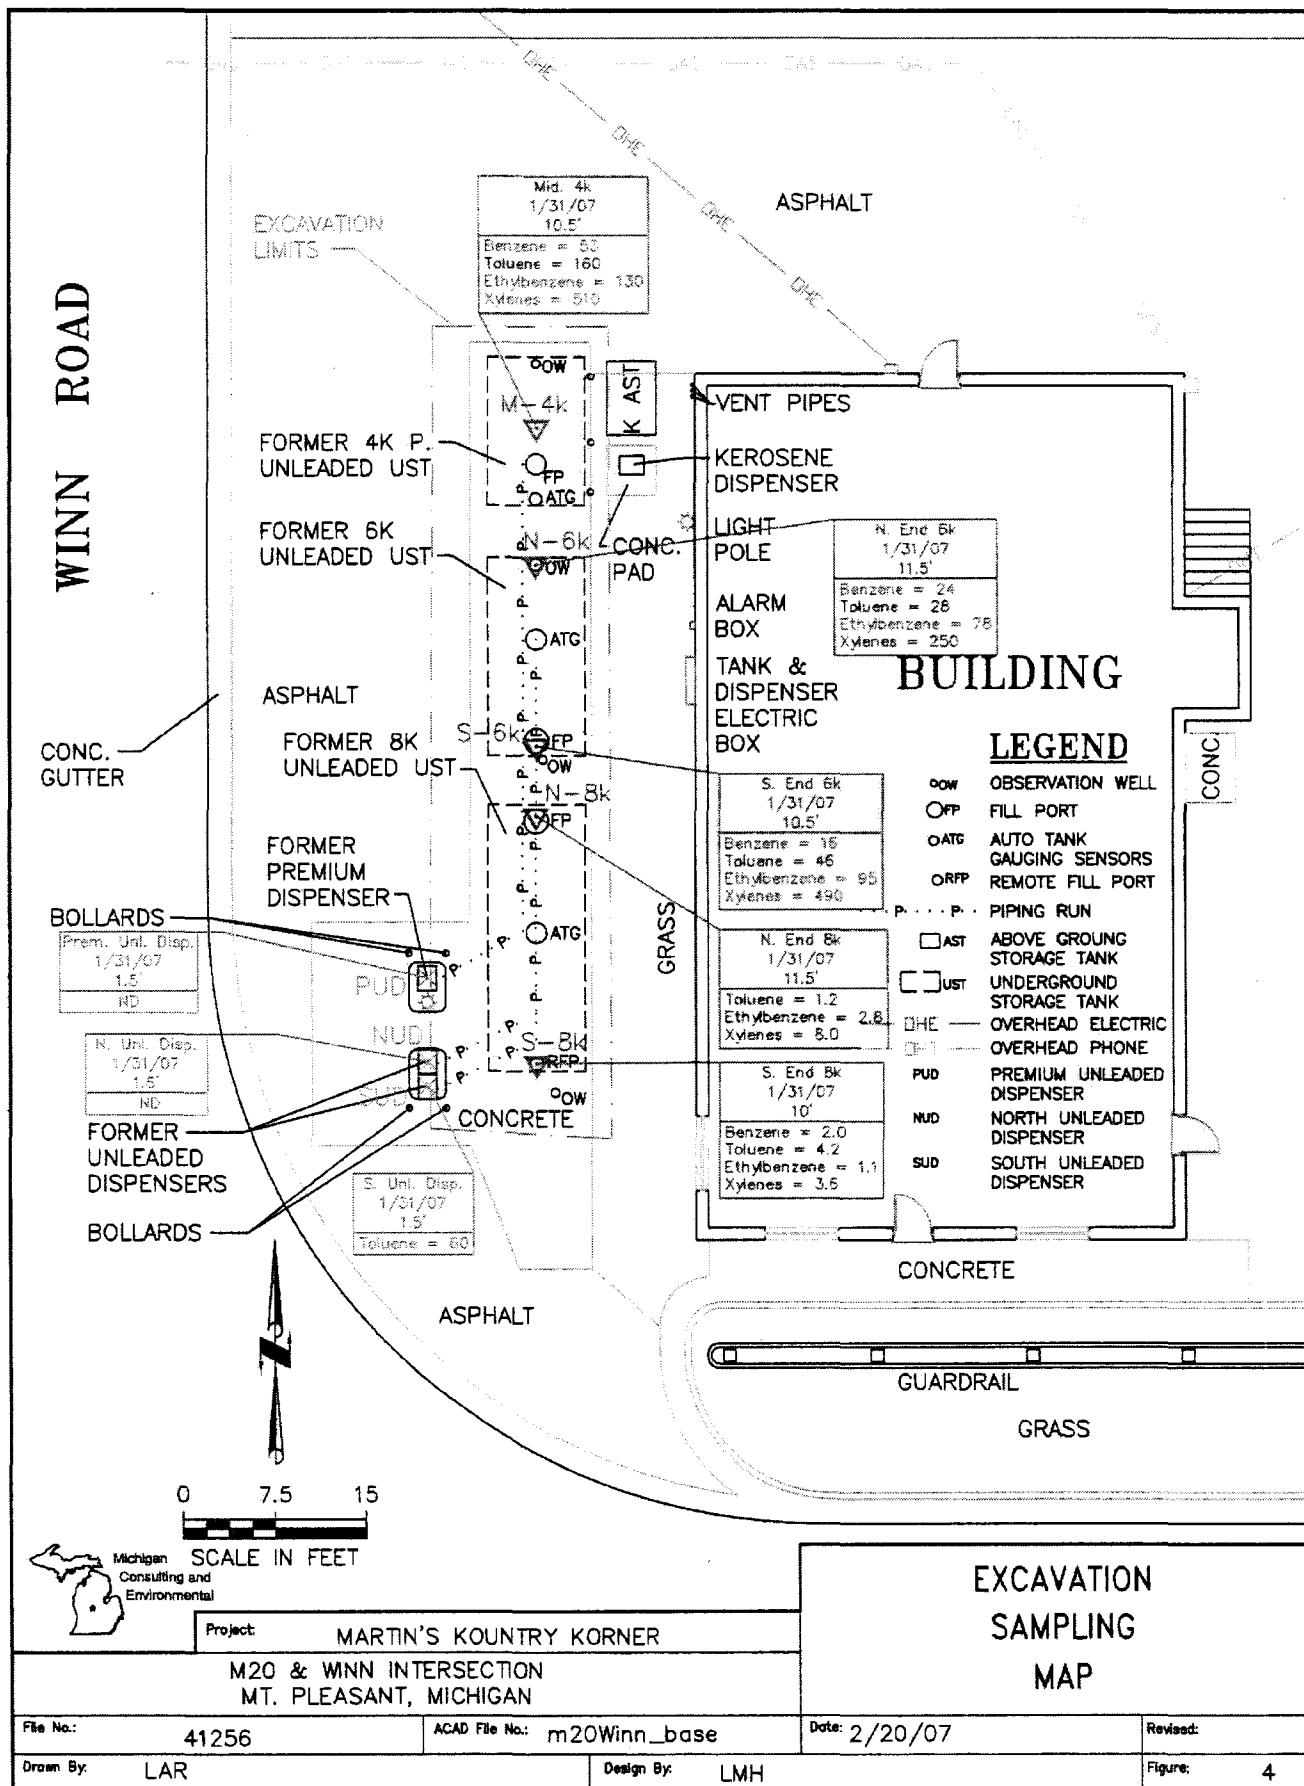 OHE
OHE
OHE
OHE
GAS
GAS
GAS
WINN ROAD
ASPHALT
EXCAVATION
LIMITS
Mid. 4k
1/31/07
10.5'
Toluene = 160
Ethylbenzene = 130
Xylenes = 510
OW
M-4k
K AST
VENT PIPES
FORMER 4K P.
UNLEADED UST
FP
ATG
KEROSENE
DISPENSER
FORMER 6K
UNLEADED UST
N-6k
OW
CONC.
PAD
LIGHT
POLE
N. End 6k
1/31/07
11.5'
Benzene = 24
Toluene = 28
Ethylbenzene = 78
Xylenes = 250
ATG
ALARM
BOX
TANK &
DISPENSER
ELECTRIC
BOX
BUILDING
ASPHALT
CONC.
GUTTER
FORMER 8K
UNLEADED UST
S-6k
FP
OW
N-8k
FP
S. End 6k
1/31/07
10.5'
Benzene = 16
Toluene = 46
Ethylbenzene = 95
Xylenes = 490
LEGEND
OW OBSERVATION WELL
FP FILL PORT
ATG AUTO TANK
GAUGING SENSORS
RFP REMOTE FILL PORT
P P PIPING RUN
AST ABOVE GROUNG
STORAGE TANK
UST UNDERGROUND
STORAGE TANK
OHE OVERHEAD ELECTRIC
OHT OVERHEAD PHONE
PUD PREMIUM UNLEADED
DISPENSER
NUD NORTH UNLEADED
DISPENSER
SUD SOUTH UNLEADED
DISPENSER
CONC.
FORMER
PREMIUM
DISPENSER
BOLLARDS
Prem. Unl. Disp.
1/31/07
1.5'
ND
PUD
ATG
GRASS
N. End 8k
1/31/07
11.5'
Toluene = 1.2
Ethylbenzene = 2.8
Xylenes = 8.0
N. Unl. Disp.
1/31/07
1.5'
ND
NUD
SUD
S-8k
RFP
OW
CONCRETE
S. End 8k
1/31/07
10'
Benzene = 2.0
Toluene = 4.2
Ethylbenzene = 1.1
Xylenes = 3.6
FORMER
UNLEADED
DISPENSERS
BOLLARDS
S. Unl. Disp.
1/31/07
1.5'
Toluene = 60
ASPHALT
CONCRETE
GUARDRAIL
GRASS
0 7.5 15
SCALE IN FEET
Michigan
Consulting and
Environmental
EXCAVATION
SAMPLING
MAP
Project: MARTIN'S KOUNTRY KORNER
M20 & WINN INTERSECTION
MT. PLEASANT, MICHIGAN
File No.: 41256
ACAD File No.: m20Winn_base
Date: 2/20/07
Revised:
Drawn By: LAR
Design By: LMH
Figure: 4